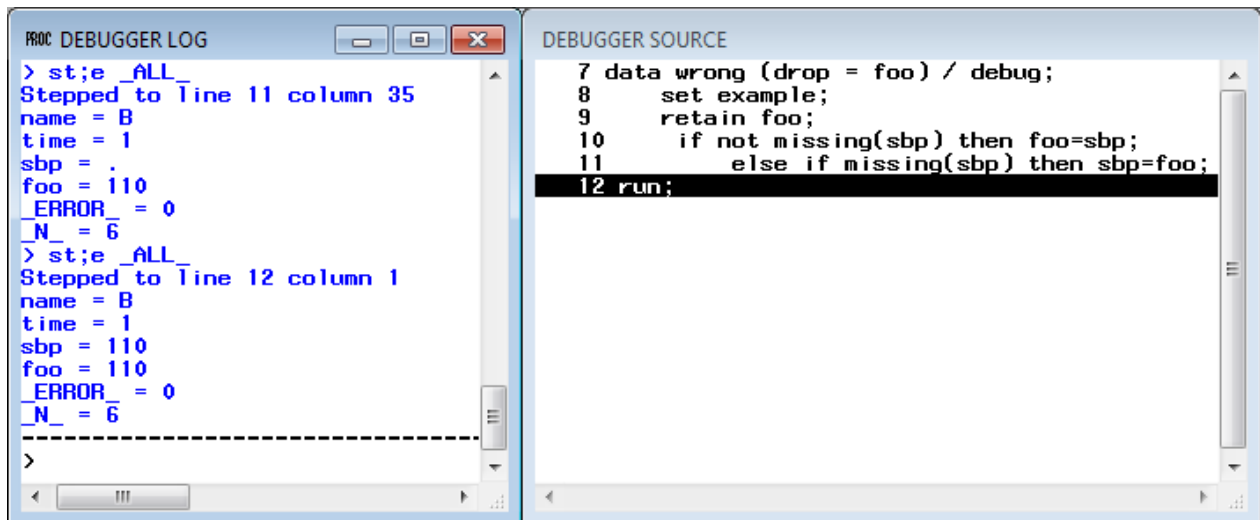 PROC DEBUGGER LOG
> st;e _ALL_
Stepped to line 11 column 35
name = B
time = 1
sbp = .
foo = 110
_ERROR_ = 0
_N_ = 6
> st;e _ALL_
Stepped to line 12 column 1
name = B
time = 1
sbp = 110
foo = 110
_ERROR_ = 0
_N_ = 6
>
DEBUGGER SOURCE
7 data wrong (drop = foo) / debug;
8 set example;
9 retain foo;
10 if not missing(sbp) then foo=sbp;
11 else if missing(sbp) then sbp=foo;
12 run;